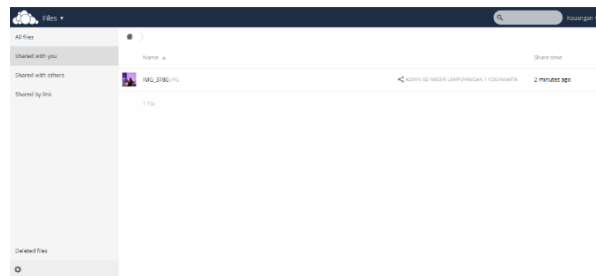 Files
Keuangan
All files
Shared with you
Name
Share time
Shared with others
IMG_3780.JPG
ADMIN SD NEGERI LEMPUYANGAN 1 YOGYAKARTA
2 minutes ago
Shared by link
1 file
Deleted files